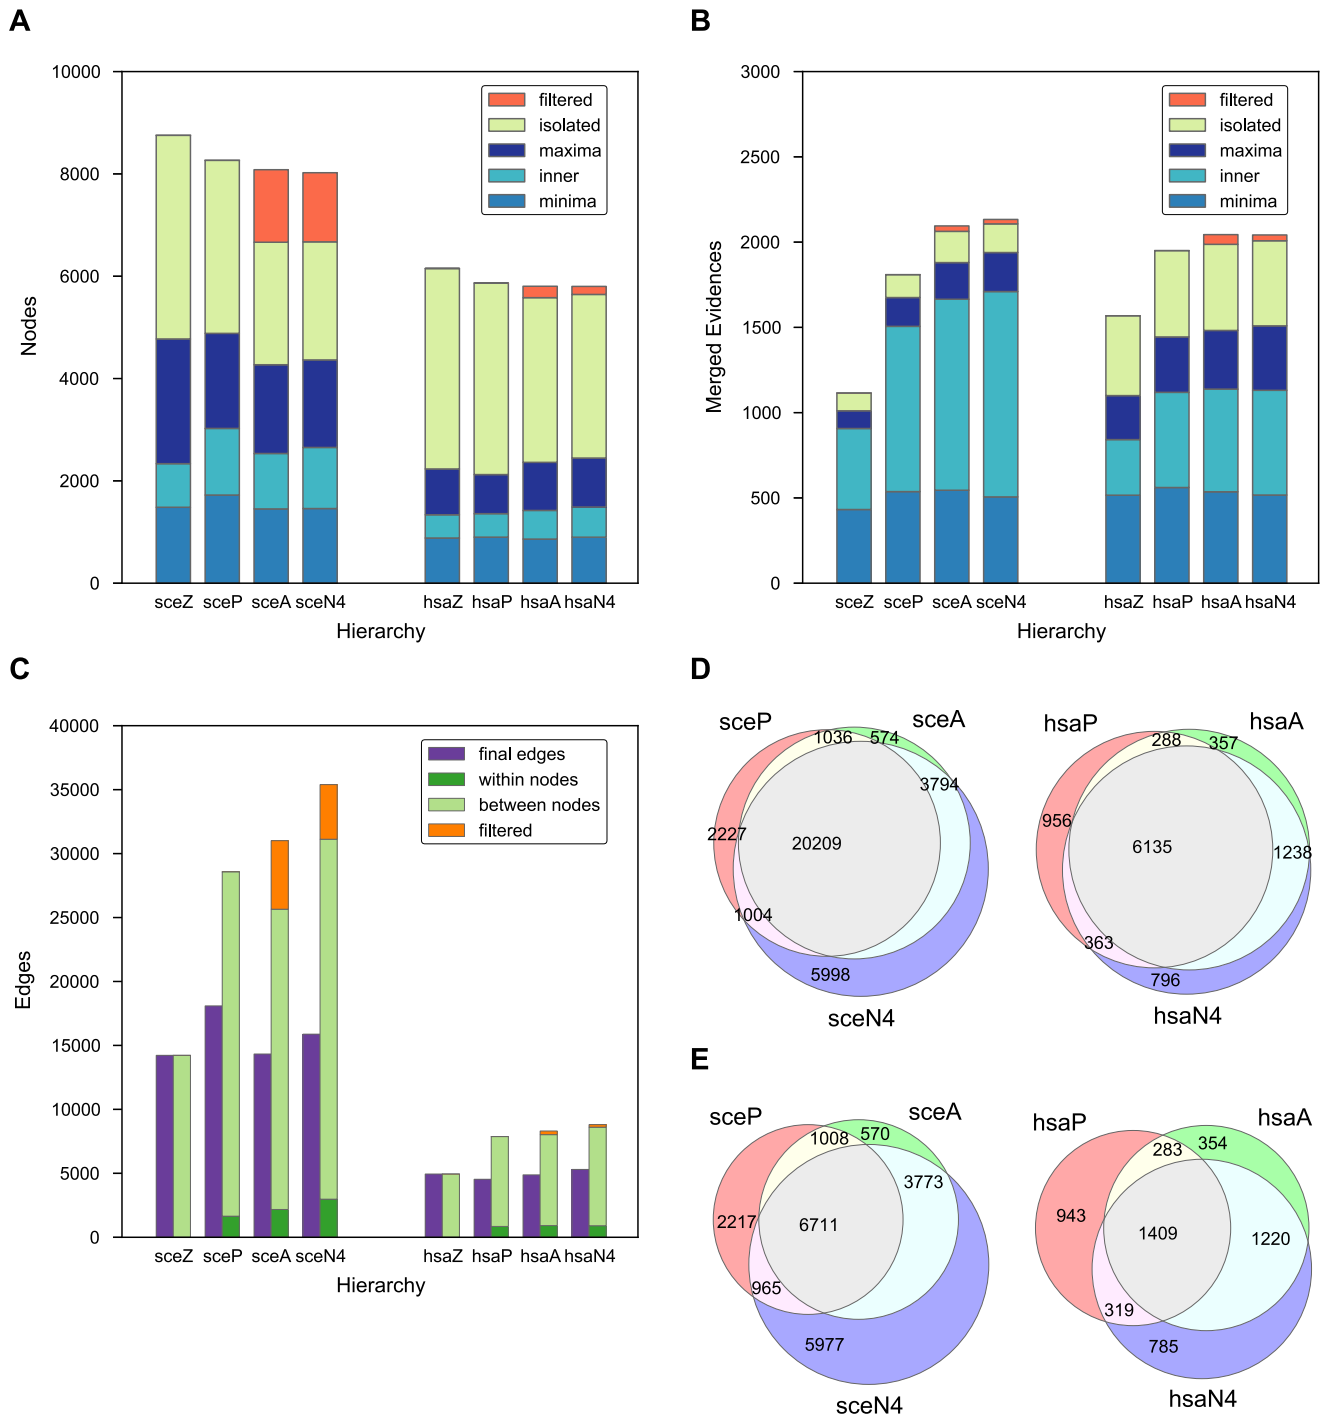 A
10000
8000
6000
4000
2000
0
Nodes
filtered
isolated
maxima
inner
minima
sceZ sceP sceA sceN4 hsaZ hsaP hsaA hsaN4
Hierarchy
B
3000
2500
2000
1500
1000
500
0
Merged Evidences
filtered
isolated
maxima
inner
minima
sceZ sceP sceA sceN4 hsaZ hsaP hsaA hsaN4
Hierarchy
C
40000
35000
30000
25000
20000
15000
10000
5000
0
Edges
final edges
within nodes
between nodes
filtered
sceZ sceP sceA sceN4 hsaZ hsaP hsaA hsaN4
Hierarchy
D
sceP sceA
1036 574
3794
2227 20209
1004
5998
sceN4
hsaP hsaA
288 357
956 6135 1238
363
796
hsaN4
E
sceP sceA
1008 570
3773
2217 6711
965
5977
sceN4
hsaP hsaA
283 354
943 1409 1220
319
785
hsaN4